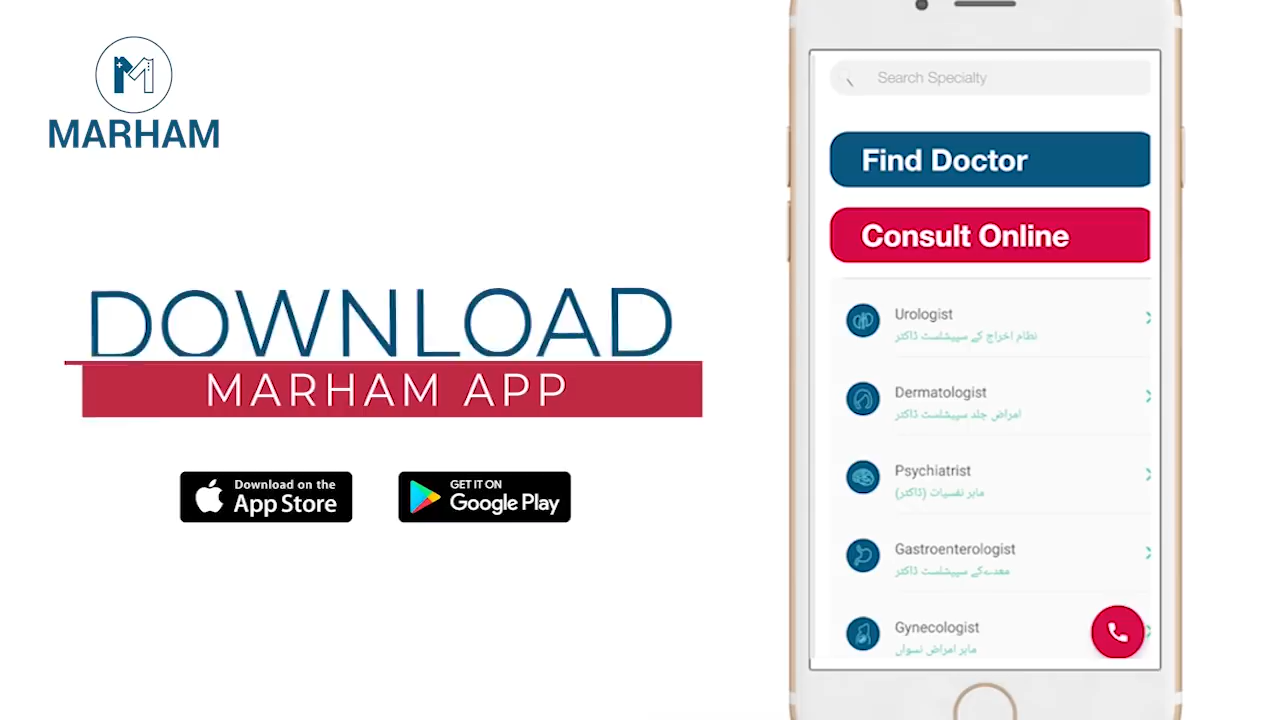 MARHAM
DOWNLOAD
MARHAM APP
Download on the
App Store
GET IT ON
Google Play
Search Specialty
Find Doctor
Consult Online
Urologist
نظام اخراج کے سپیشلسٹ ڈاکٹر
Dermatologist
امراض جلد سپیشلسٹ ڈاکٹر
Psychiatrist
ماہر نفسیات (ڈاکٹر)
Gastroenterologist
معدےکے سپیشلسٹ ڈاکٹر
Gynecologist
ماہر امراض نسواں